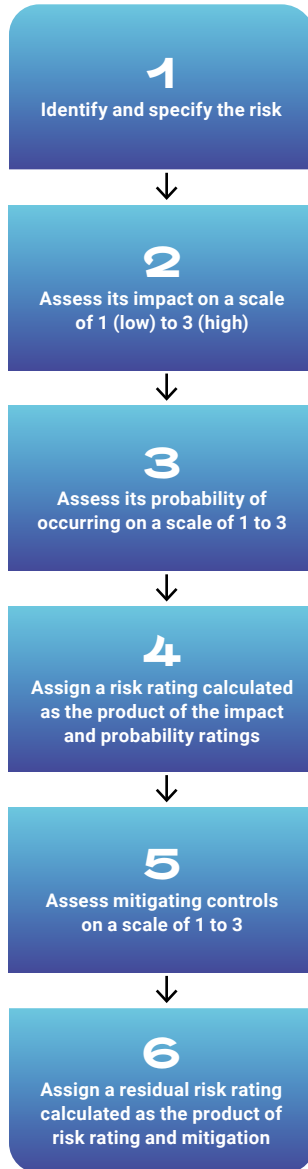 1
Identify and specify the risk
2
Assess its impact on a scale
of 1 (low) to 3 (high)
3
Assess its probability of
occurring on a scale of 1 to 3
4
Assign a risk rating calculated
as the product of the impact
and probability ratings
5
Assess mitigating controls
on a scale of 1 to 3
6
Assign a residual risk rating
calculated as the product of
risk rating and mitigation